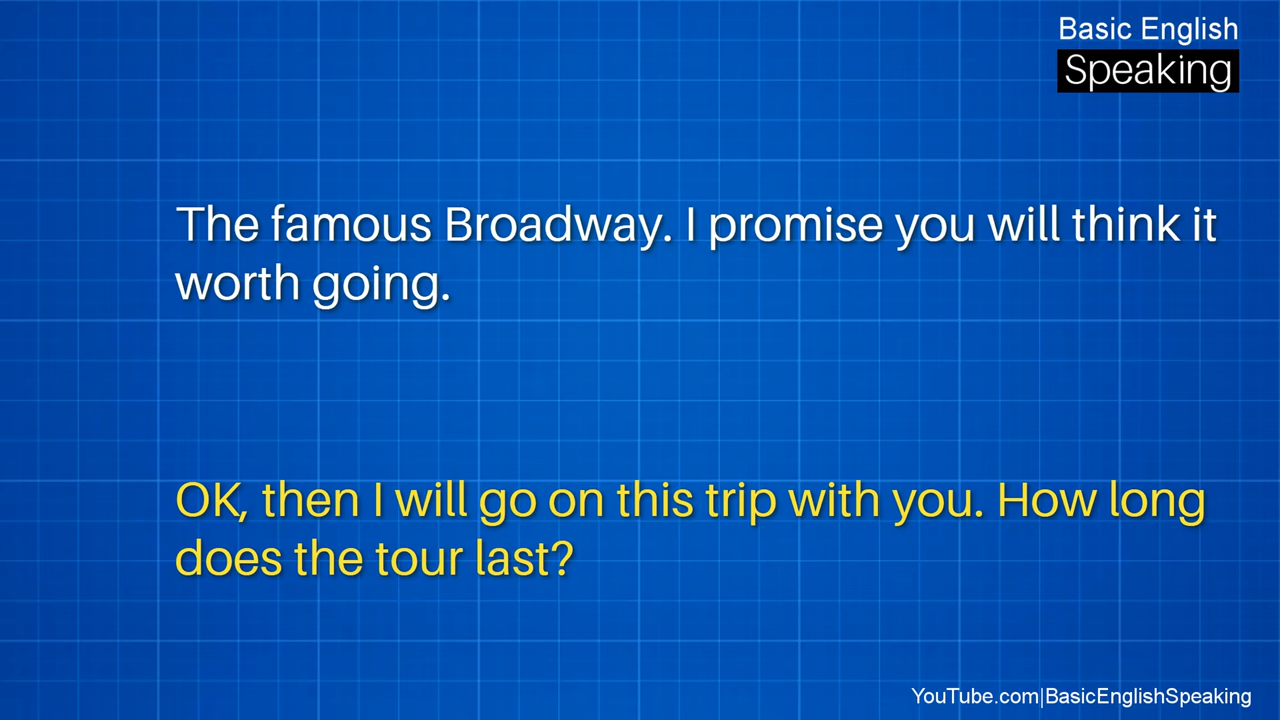 Basic English
Speaking
The famous Broadway. I promise you will think it
worth going.
OK, then I will go on this trip with you. How long
does the tour last?
YouTube.com|BasicEnglishSpeaking